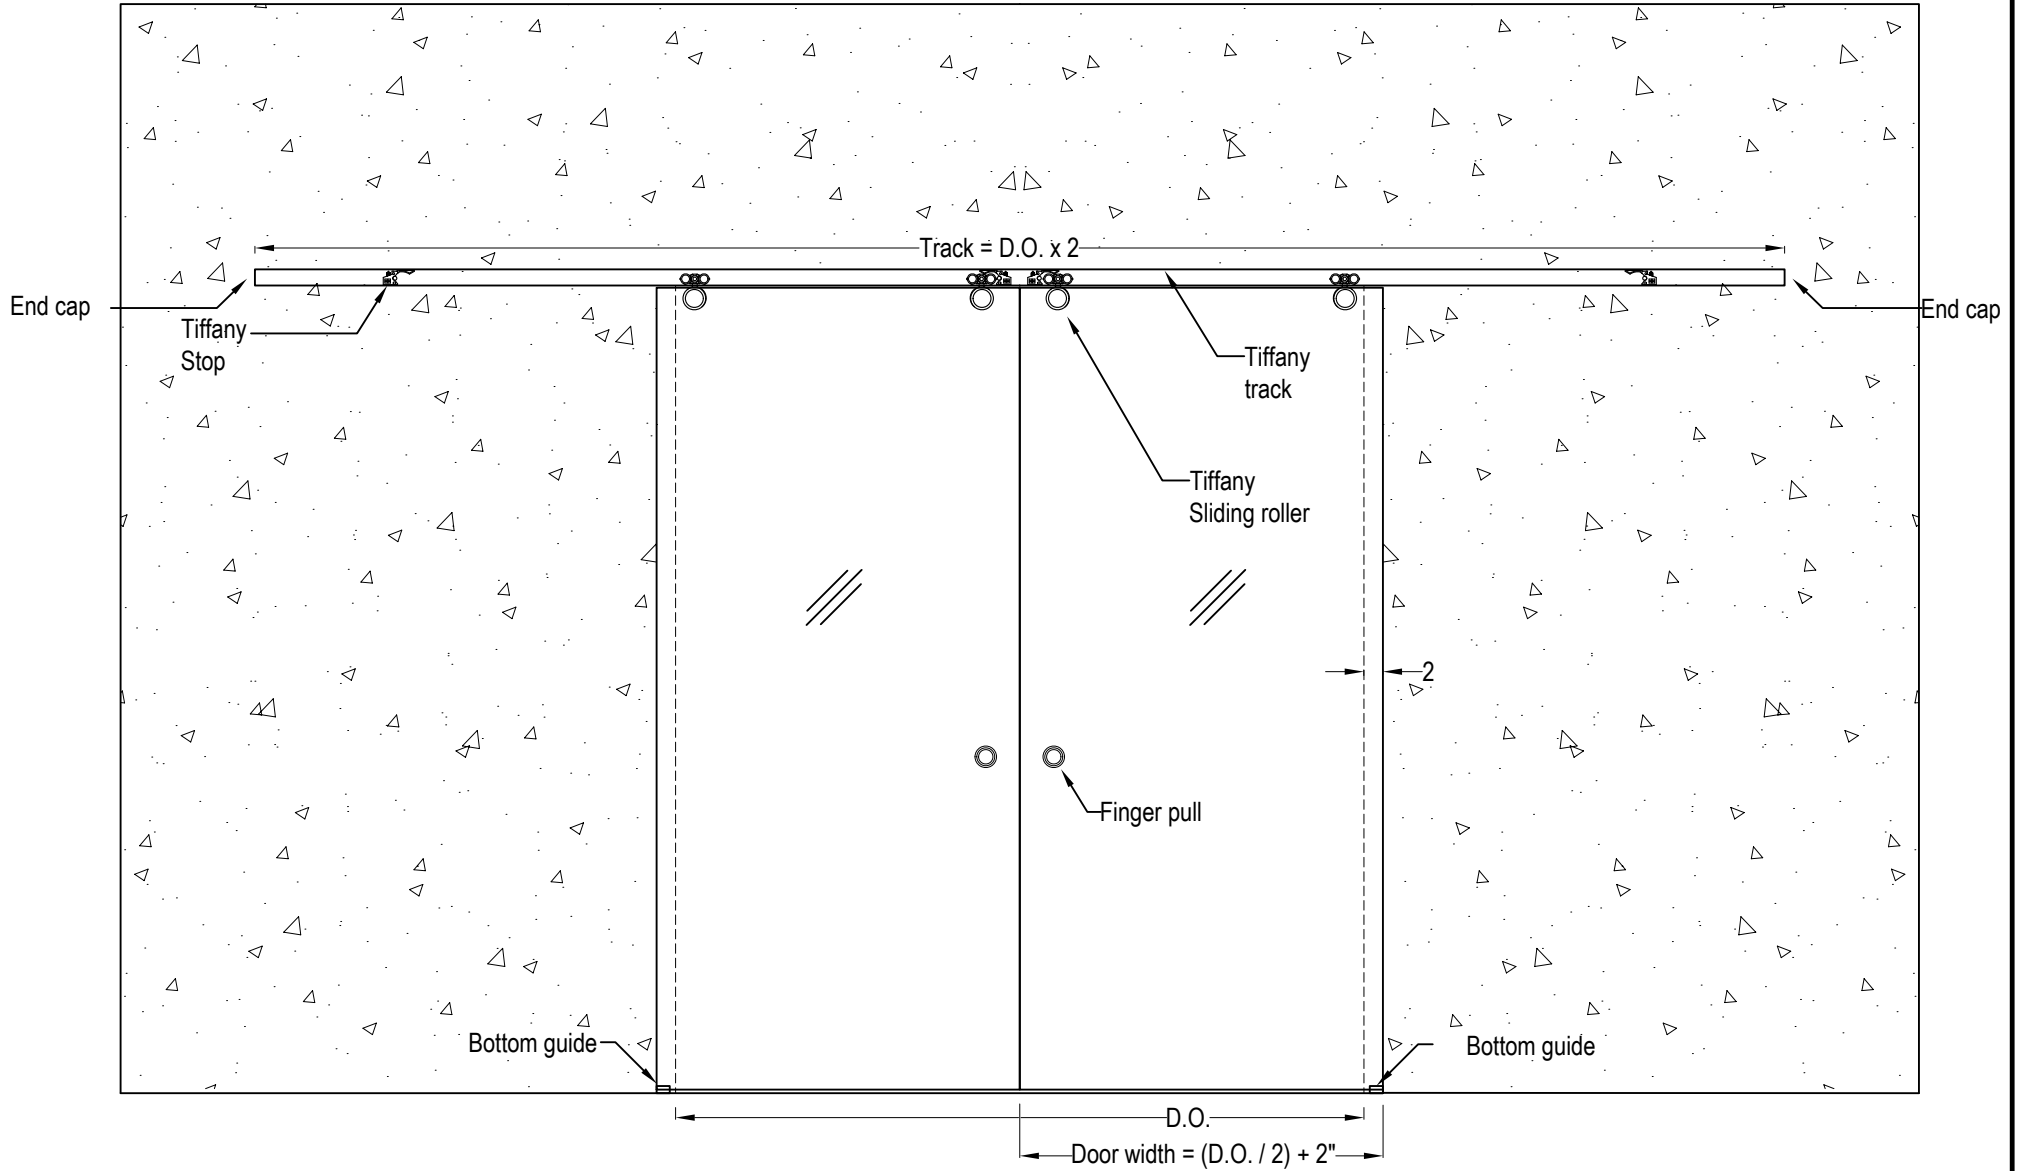 Track = D.O. x 2
End cap
End cap
Tiffany
Stop
Tiffany
track
Tiffany
Sliding roller
2
Finger pull
Bottom guide
Bottom guide
D.O.
Door width = (D.O. / 2) + 2"